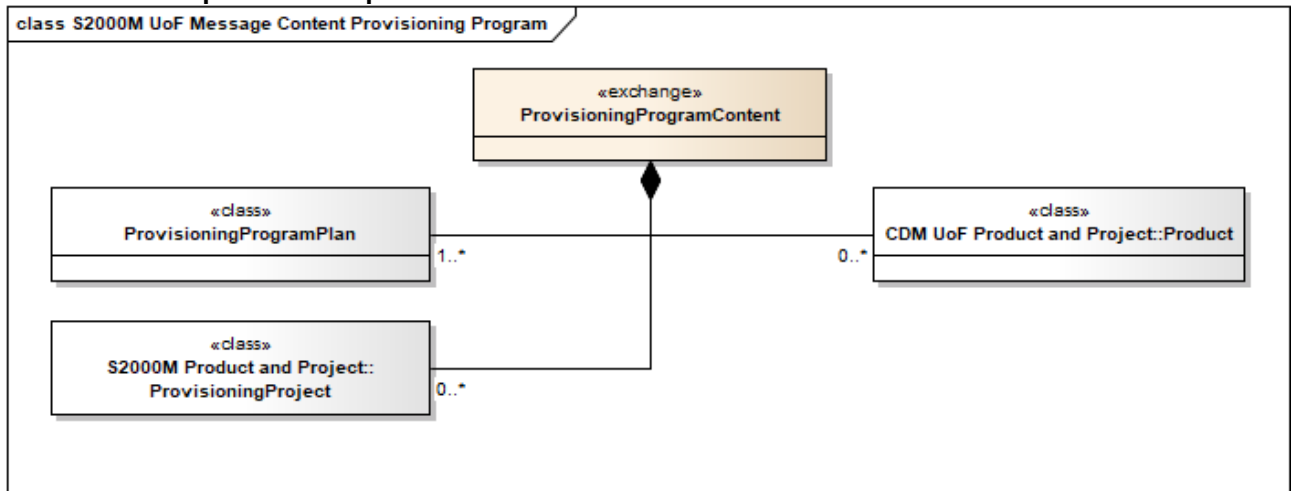 class S2000M UoF Message Content Provisioning Program
«exchange»
ProvisioningProgramContent
«class»
ProvisioningProgramPlan
1..*
«class»
CDM UoF Product and Project::Product
0..*
«class»
S2000M Product and Project::
ProvisioningProject
0..*